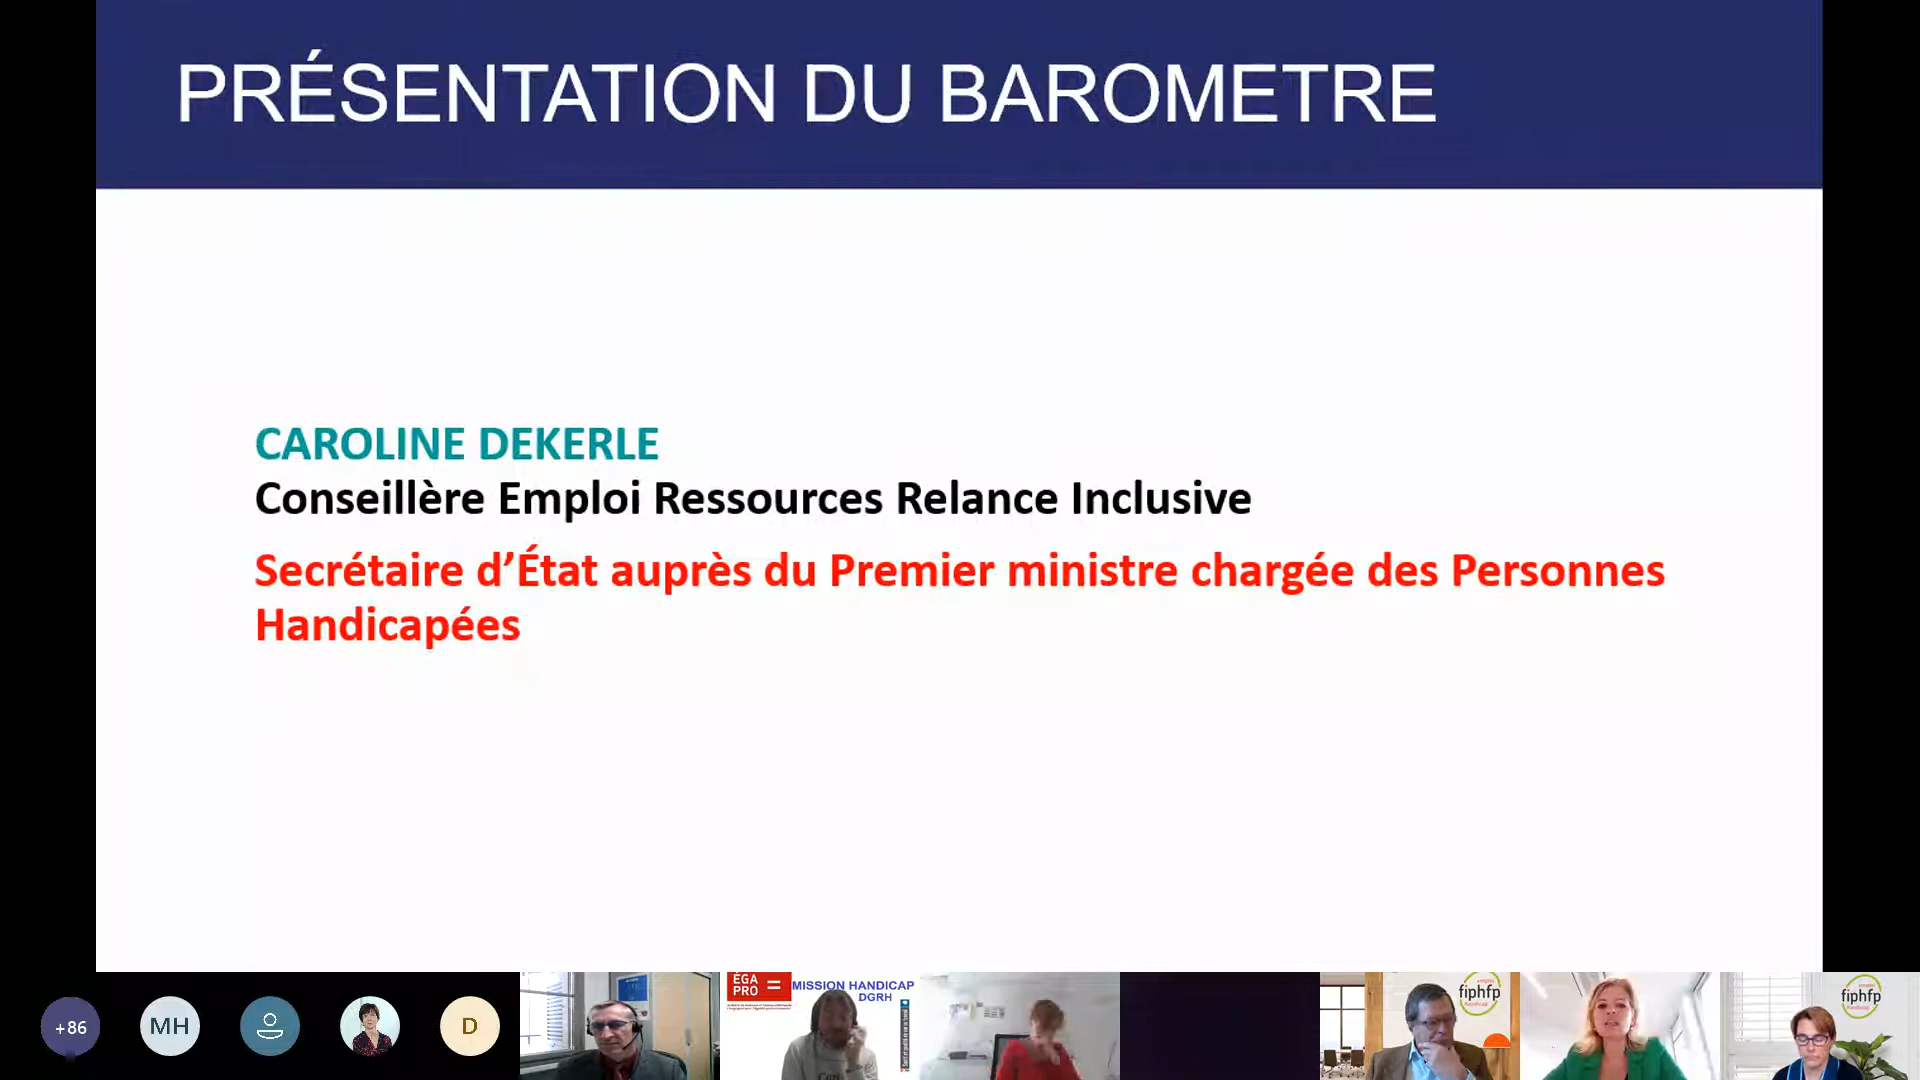 PRÉSENTATION DU BAROMETRE
CAROLINE DEKERLE
Conseillère Emploi Ressources Relance Inclusive
Secrétaire d’État auprès du Premier ministre chargée des Personnes
Handicapées
+86
MH
D
ÉGA
PRO =
MISSION HANDICAP
DGRH
fiphfp
fiphfp